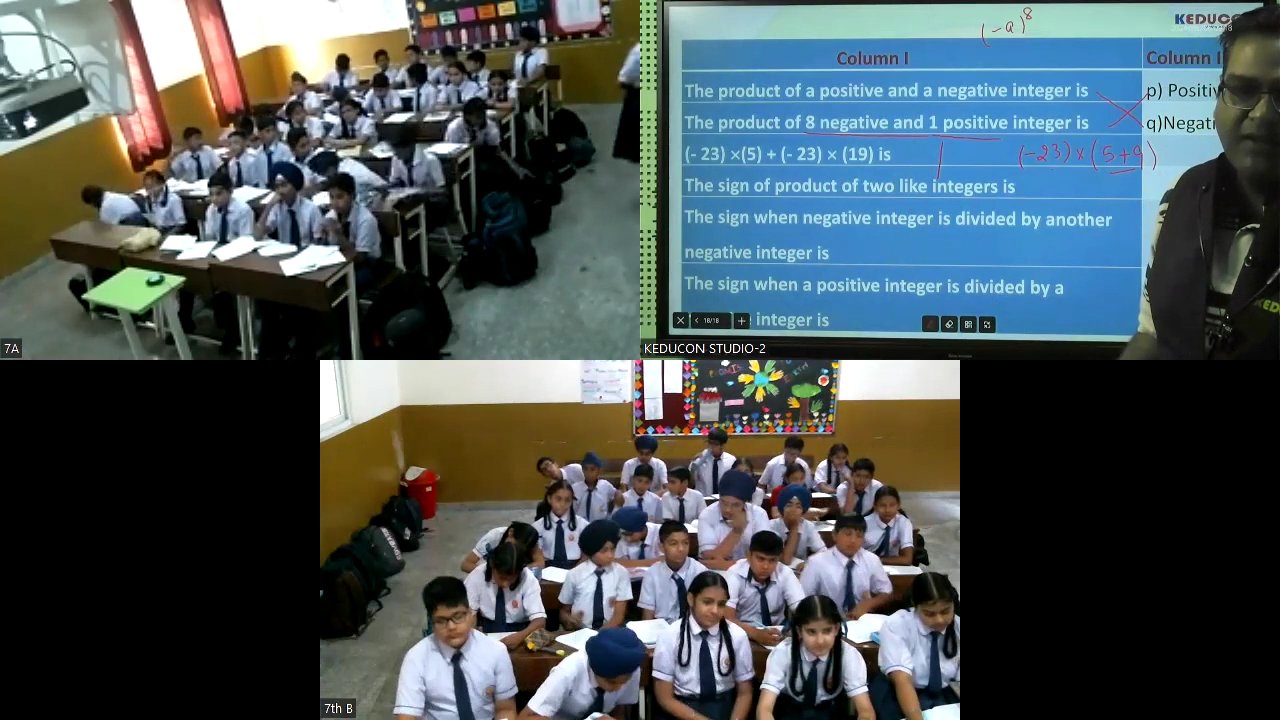 (-a)⁸
KEDUCON
Column I
Column I
The product of a positive and a negative integer is
p) Positiv
The product of 8 negative and 1 positive integer is
q)Negati
(- 23) ×(5) + (- 23) × (19) is
(-23)×(5+9)
The sign of product of two like integers is
The sign when negative integer is divided by another
negative integer is
The sign when a positive integer is divided by a
integer is
18/18
7A
KEDUCON STUDIO-2
7th B